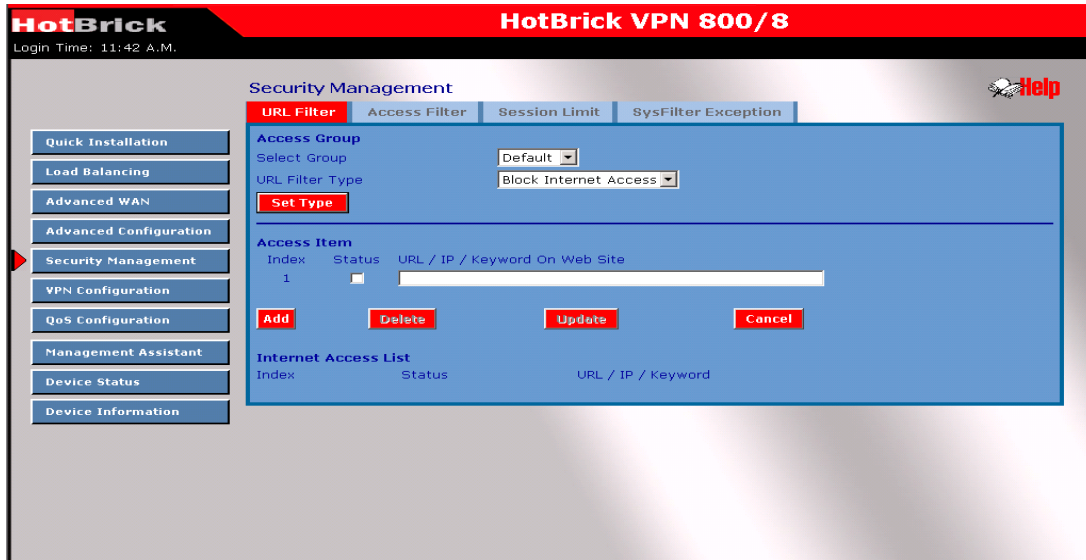 HotBrick
HotBrick VPN 800/8
Login Time: 11:42 A.M.
Security Management
Help
URL Filter Access Filter Session Limit SysFilter Exception
Quick Installation
Load Balancing
Advanced WAN
Advanced Configuration
Security Management
VPN Configuration
QoS Configuration
Management Assistant
Device Status
Device Information
Access Group
Select Group Default
URL Filter Type Block Internet Access
Set Type
Access Item
Index Status URL / IP / Keyword On Web Site
1
Add Delete Update Cancel
Internet Access List
Index Status URL / IP / Keyword